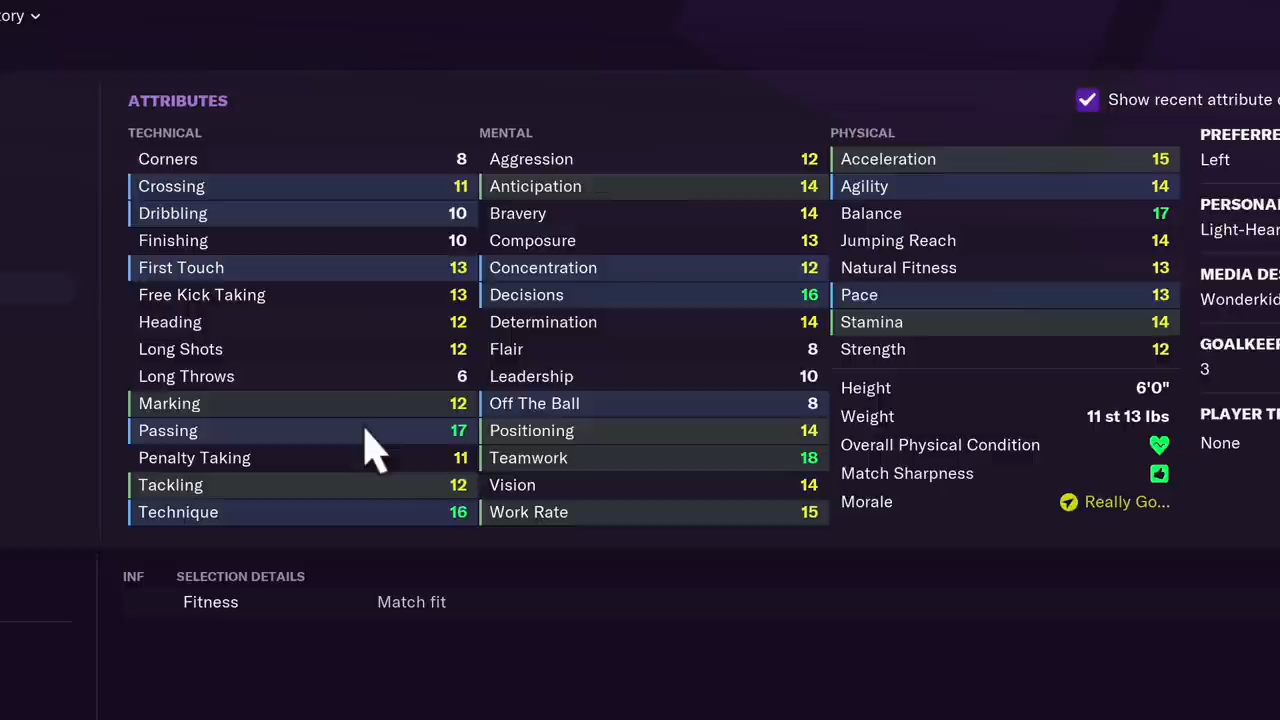 tory
ATTRIBUTES
Show recent attribute
TECHNICAL
Corners 8
Crossing 11
Dribbling 10
Finishing 10
First Touch 13
Free Kick Taking 13
Heading 12
Long Shots 12
Long Throws 6
Marking 12
Passing 17
Penalty Taking 11
Tackling 12
Technique 16
MENTAL
Aggression 12
Anticipation 14
Bravery 14
Composure 13
Concentration 12
Decisions 16
Determination 14
Flair 8
Leadership 10
Off The Ball 8
Positioning 14
Teamwork 18
Vision 14
Work Rate 15
PHYSICAL
Acceleration 15
Agility 14
Balance 17
Jumping Reach 14
Natural Fitness 13
Pace 13
Stamina 14
Strength 12
Height 6'0"
Weight 11 st 13 lbs
Overall Physical Condition
Match Sharpness
Morale Really Go...
PREFERRE
Left
PERSONA
Light-Hear
MEDIA DES
Wonderkid
GOALKEE
3
PLAYER T
None
INF SELECTION DETAILS
Fitness Match fit